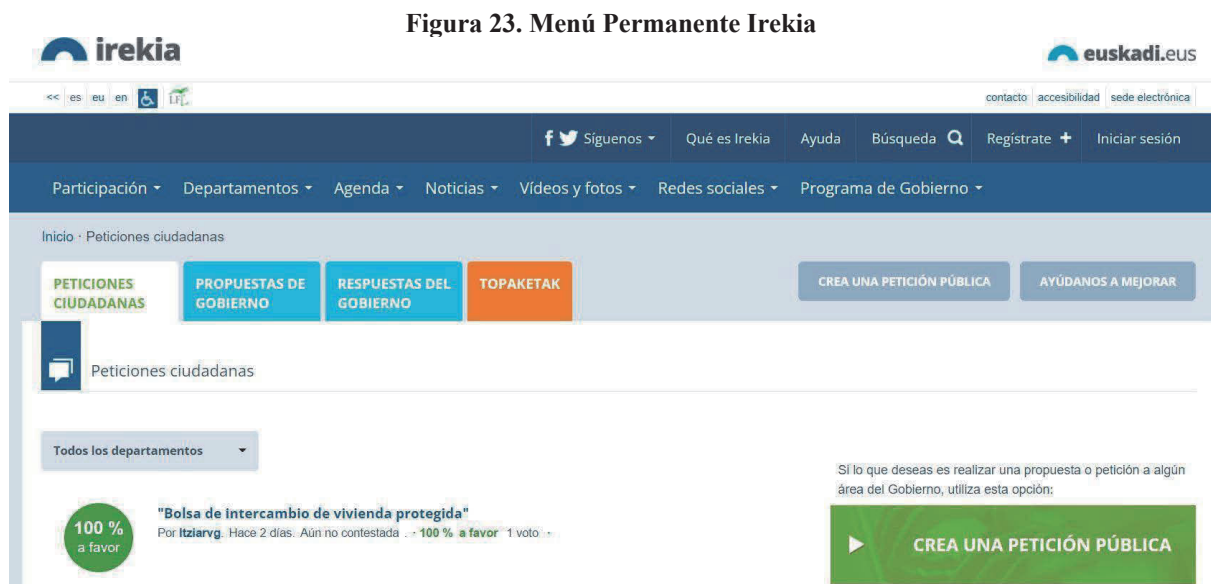 Figura 23. Menú Permanente Irekia
irekia
euskadi.eus
<< es eu en
contacto accesibilidad sede electrónica
Síguenos Qué es Irekia Ayuda Búsqueda Regístrate + Iniciar sesión
Participación Departamentos Agenda Noticias Vídeos y fotos Redes sociales Programa de Gobierno
Inicio · Peticiones ciudadanas
PETICIONES
CIUDADANAS
PROPUESTAS DE
GOBIERNO
RESPUESTAS DEL
GOBIERNO
TOPAKETAK
CREA UNA PETICIÓN PÚBLICA
AYÚDANOS A MEJORAR
Peticiones ciudadanas
Todos los departamentos
Si lo que deseas es realizar una propuesta o petición a algún
área del Gobierno, utiliza esta opción:
100 %
a favor
"Bolsa de intercambio de vivienda protegida"
Por Itziarvg. Hace 2 días. Aún no contestada . · 100 % a favor 1 voto ·
CREA UNA PETICIÓN PÚBLICA